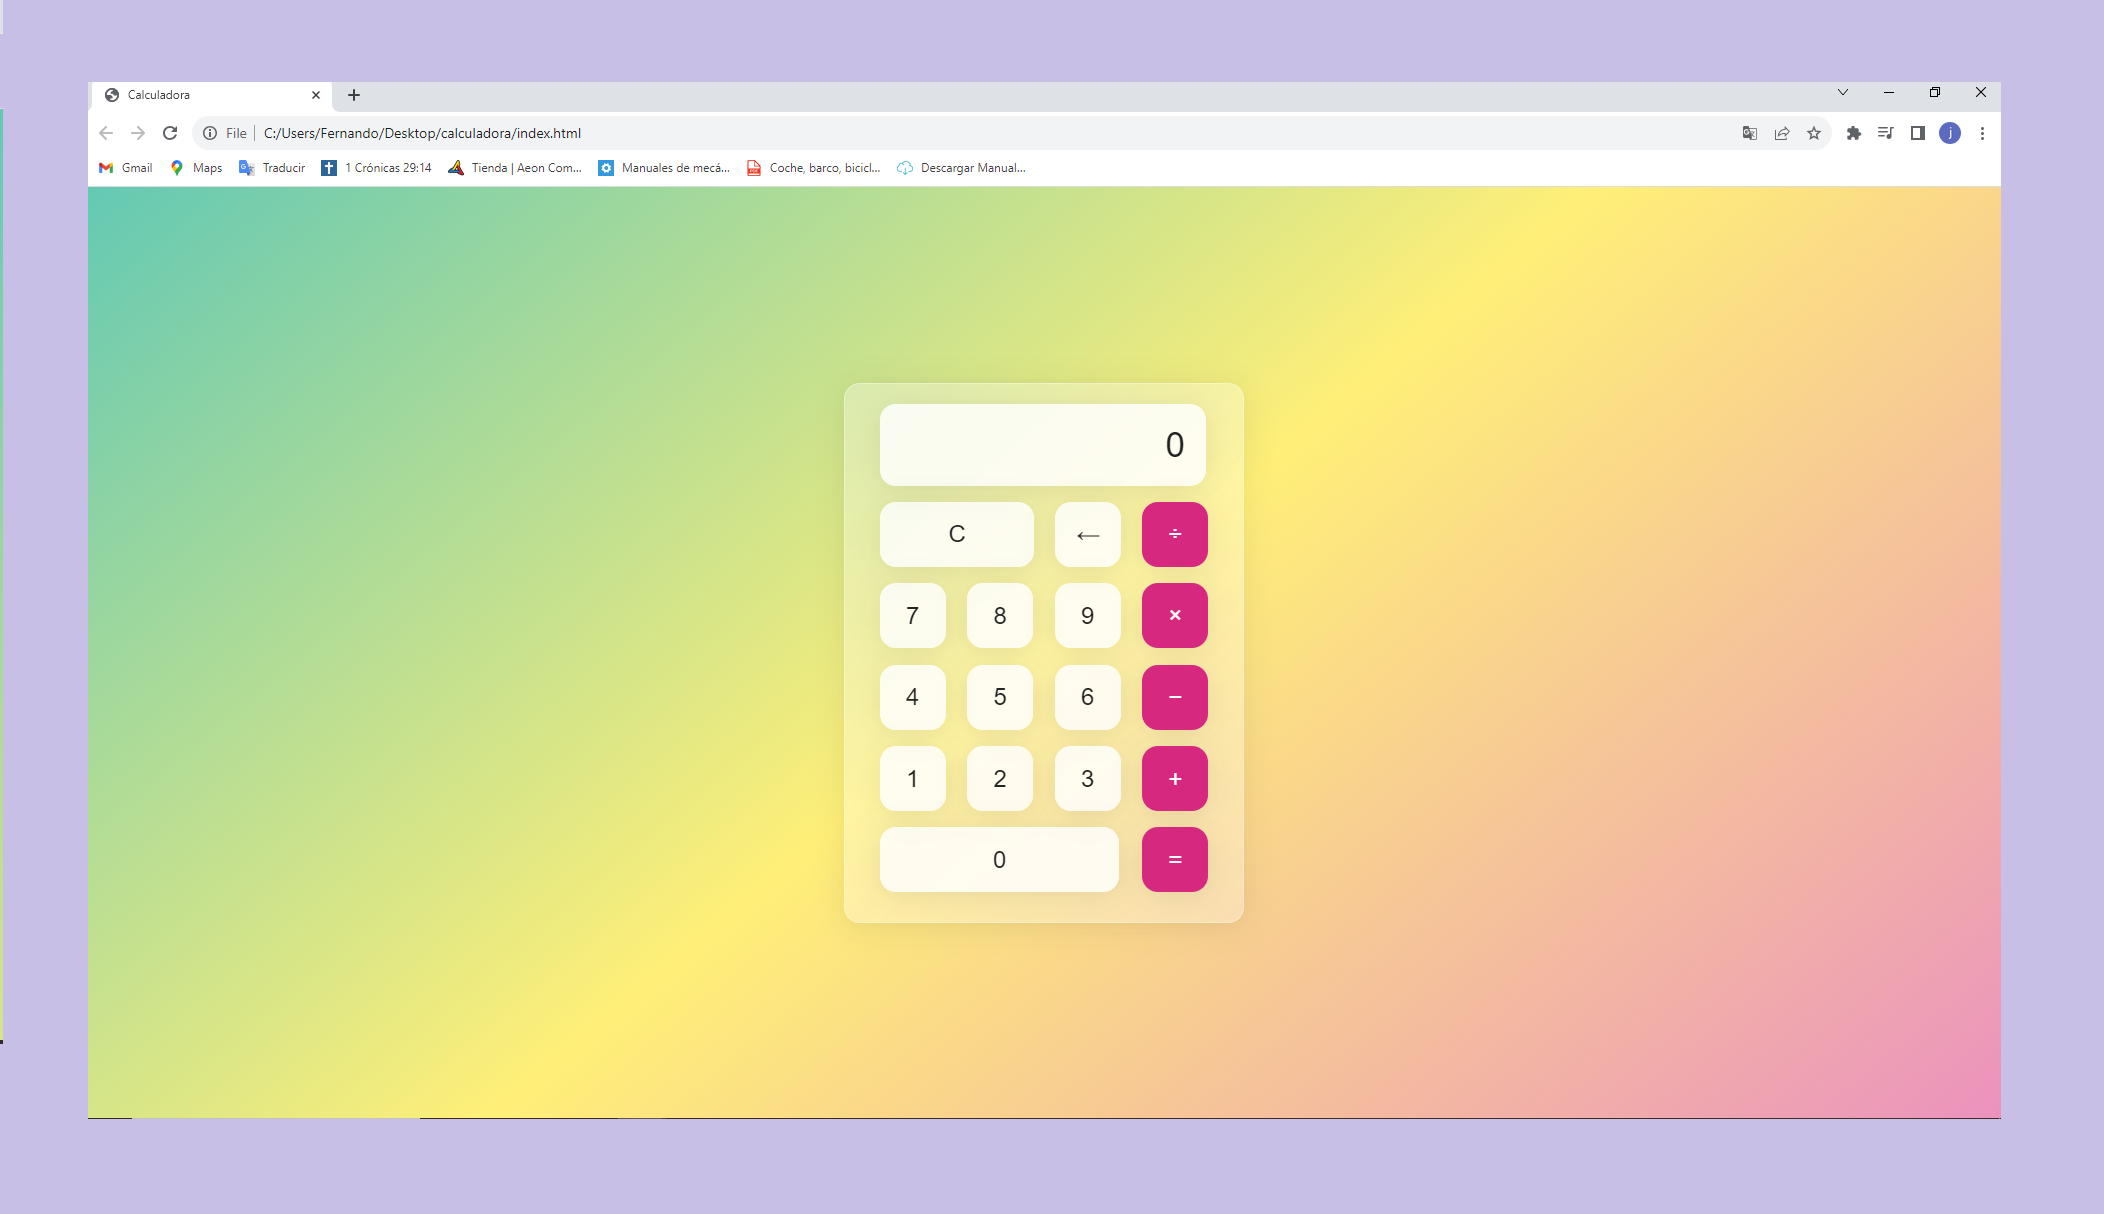 Calculadora
File C:/Users/Fernando/Desktop/calculadora/index.html
j
Gmail Maps Traducir 1 Crónicas 29:14 Tienda | Aeon Com... Manuales de mecá... Coche, barco, bicicl... Descargar Manual...
0
C ← ÷
7 8 9 ×
4 5 6 −
1 2 3 +
0 =